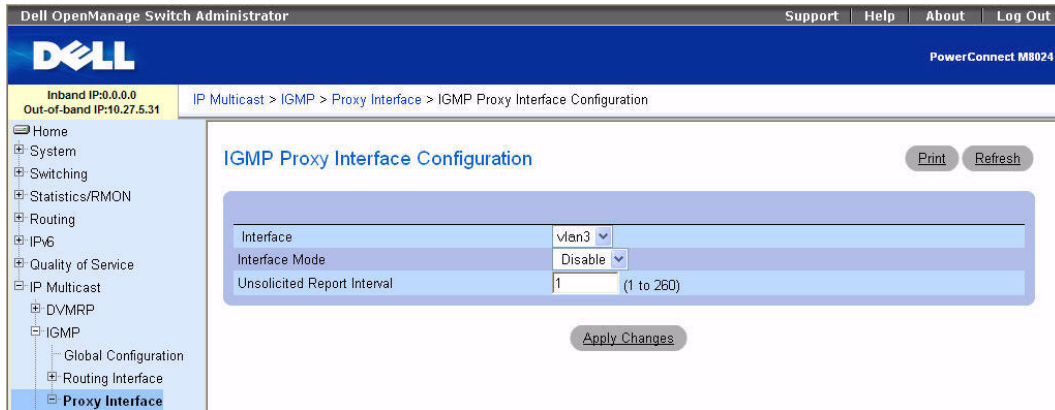 Dell OpenManage Switch Administrator
Support Help About Log Out
DELL
PowerConnect M8024
Inband IP:0.0.0.0
Out-of-band IP:10.27.5.31
IP Multicast > IGMP > Proxy Interface > IGMP Proxy Interface Configuration
Home
System
Switching
Statistics/RMON
Routing
IPv6
Quality of Service
IP Multicast
DVMRP
IGMP
Global Configuration
Routing Interface
Proxy Interface
IGMP Proxy Interface Configuration
Print Refresh
Interface vlan3
Interface Mode Disable
Unsolicited Report Interval 1 (1 to 260)
Apply Changes